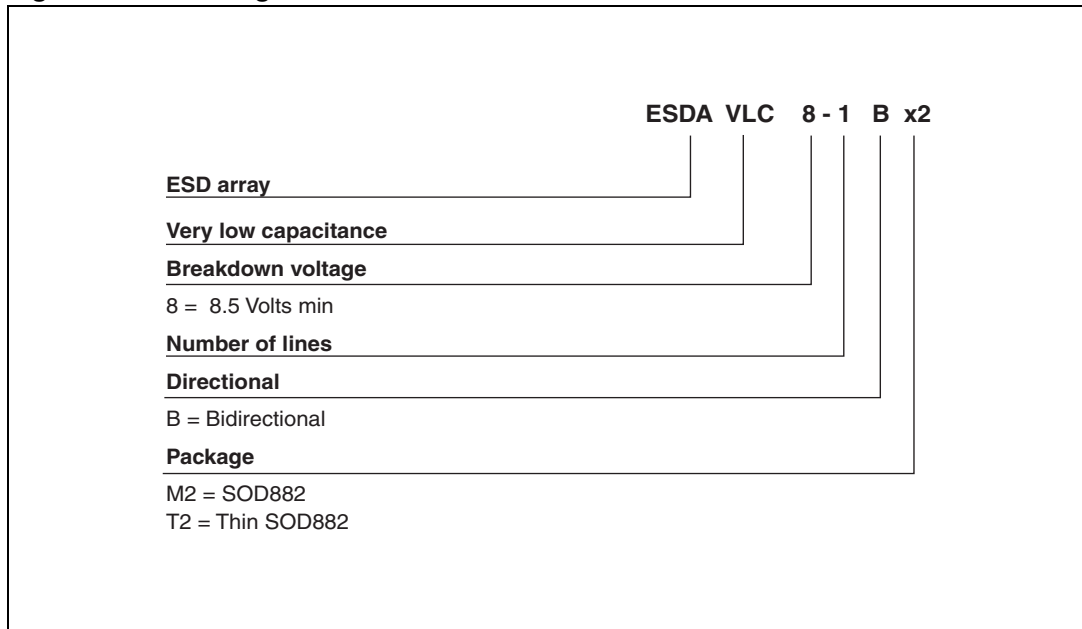 ESDA VLC 8 - 1 B x2
ESD array
Very low capacitance
Breakdown voltage
8 = 8.5 Volts min
Number of lines
Directional
B = Bidirectional
Package
M2 = SOD882
T2 = Thin SOD882